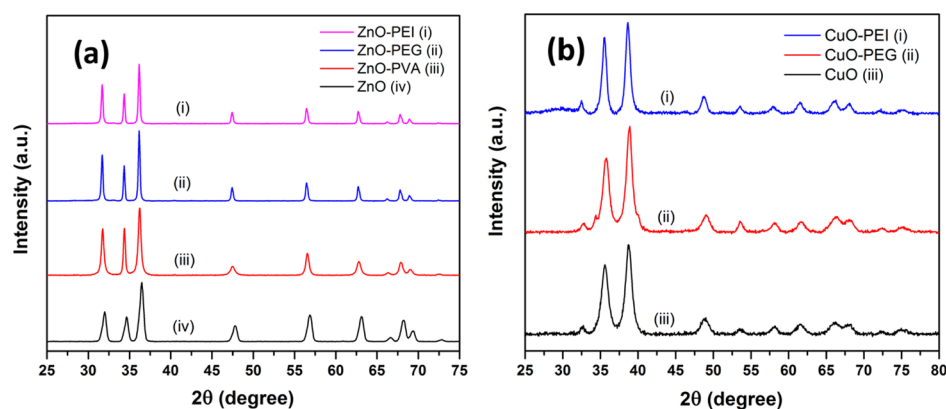 (a)
ZnO-PEI (i)
ZnO-PEG (ii)
ZnO-PVA (iii)
ZnO (iv)
(i)
(ii)
(iii)
(iv)
Intensity (a.u.)
25 30 35 40 45 50 55 60 65 70 75
2θ (degree)
(b)
CuO-PEI (i)
CuO-PEG (ii)
CuO (iii)
(i)
(ii)
(iii)
Intensity (a.u.)
25 30 35 40 45 50 55 60 65 70 75 80
2θ (degree)